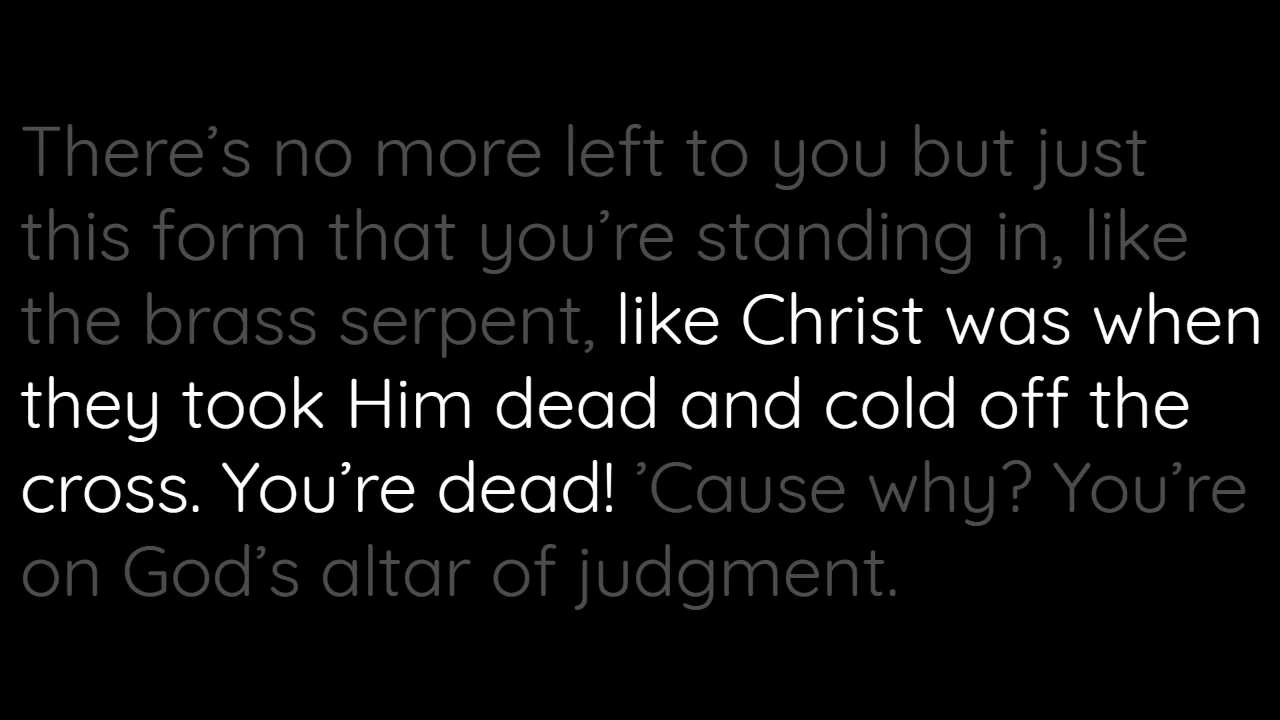 There’s no more left to you but just
this form that you’re standing in, like
the brass serpent, like Christ was when
they took Him dead and cold off the
cross. You’re dead! ’Cause why? You’re
on God’s altar of judgment.